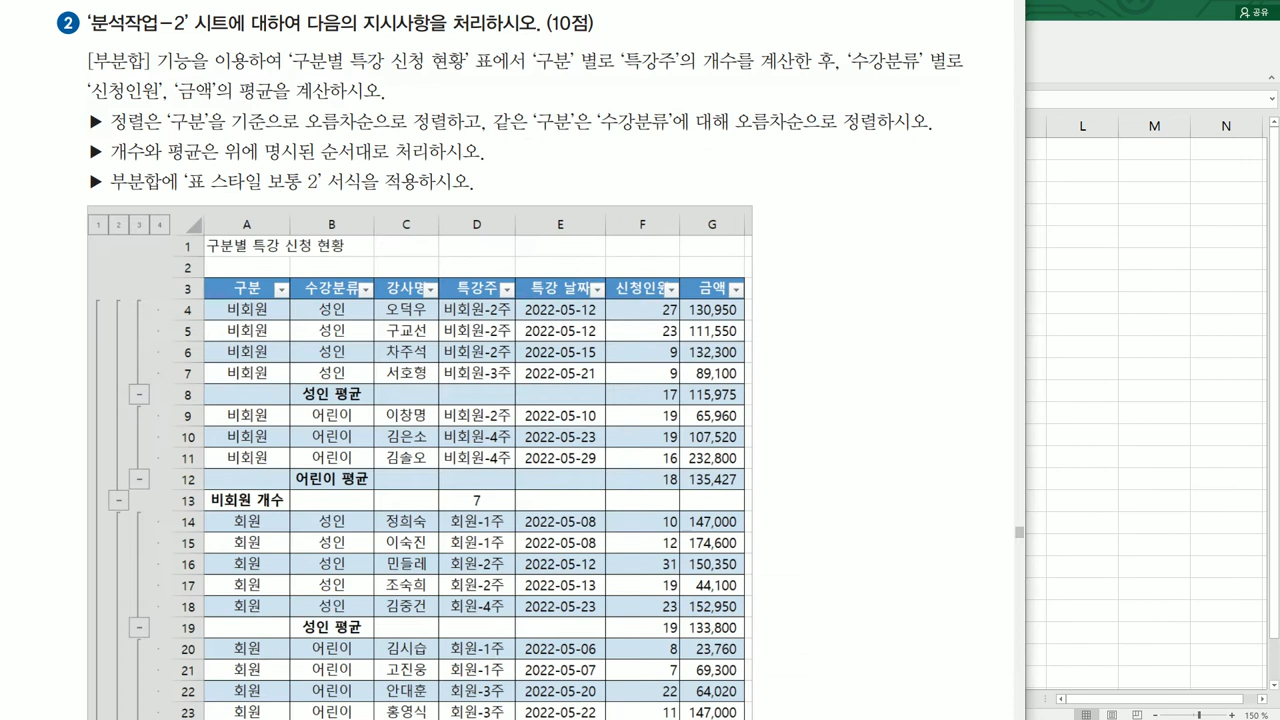 2 '분석작업-2' 시트에 대하여 다음의 지시사항을 처리하시오. (10점)
[부분합] 기능을 이용하여 '구분별 특강 신청 현황' 표에서 '구분' 별로 '특강주'의 개수를 계산한 후, '수강분류' 별로
'신청인원', '금액'의 평균을 계산하시오.
▶ 정렬은 '구분'을 기준으로 오름차순으로 정렬하고, 같은 '구분'은 '수강분류'에 대해 오름차순으로 정렬하시오.
▶ 개수와 평균은 위에 명시된 순서대로 처리하시오.
▶ 부분합에 '표 스타일 보통 2' 서식을 적용하시오.
1 2 3 4 A B C D E F G
1 구분별 특강 신청 현황
2
3 구분 수강분류 강사명 특강주 특강 날짜 신청인원 금액
4 비회원 성인 오덕우 비회원-2주 2022-05-12 27 130,950
5 비회원 성인 구교선 비회원-2주 2022-05-12 23 111,550
6 비회원 성인 차주석 비회원-2주 2022-05-15 9 132,300
7 비회원 성인 서호형 비회원-3주 2022-05-21 9 89,100
8 성인 평균 17 115,975
9 비회원 어린이 이창명 비회원-2주 2022-05-10 19 65,960
10 비회원 어린이 김은소 비회원-4주 2022-05-23 19 107,520
11 비회원 어린이 김솔오 비회원-4주 2022-05-29 16 232,800
12 어린이 평균 18 135,427
13 비회원 개수 7
14 회원 성인 정희숙 회원-1주 2022-05-08 10 147,000
15 회원 성인 이숙진 회원-1주 2022-05-08 12 174,600
16 회원 성인 민들레 회원-2주 2022-05-12 31 150,350
17 회원 성인 조숙희 회원-2주 2022-05-13 19 44,100
18 회원 성인 김중건 회원-4주 2022-05-23 23 152,950
19 성인 평균 19 133,800
20 회원 어린이 김시습 회원-1주 2022-05-06 8 23,760
21 회원 어린이 고진웅 회원-1주 2022-05-07 7 69,300
22 회원 어린이 안대훈 회원-3주 2022-05-20 22 64,020
23 회원 어린이 홍영식 회원-3주 2022-05-22 11 147,000
공유
L M N
150 %